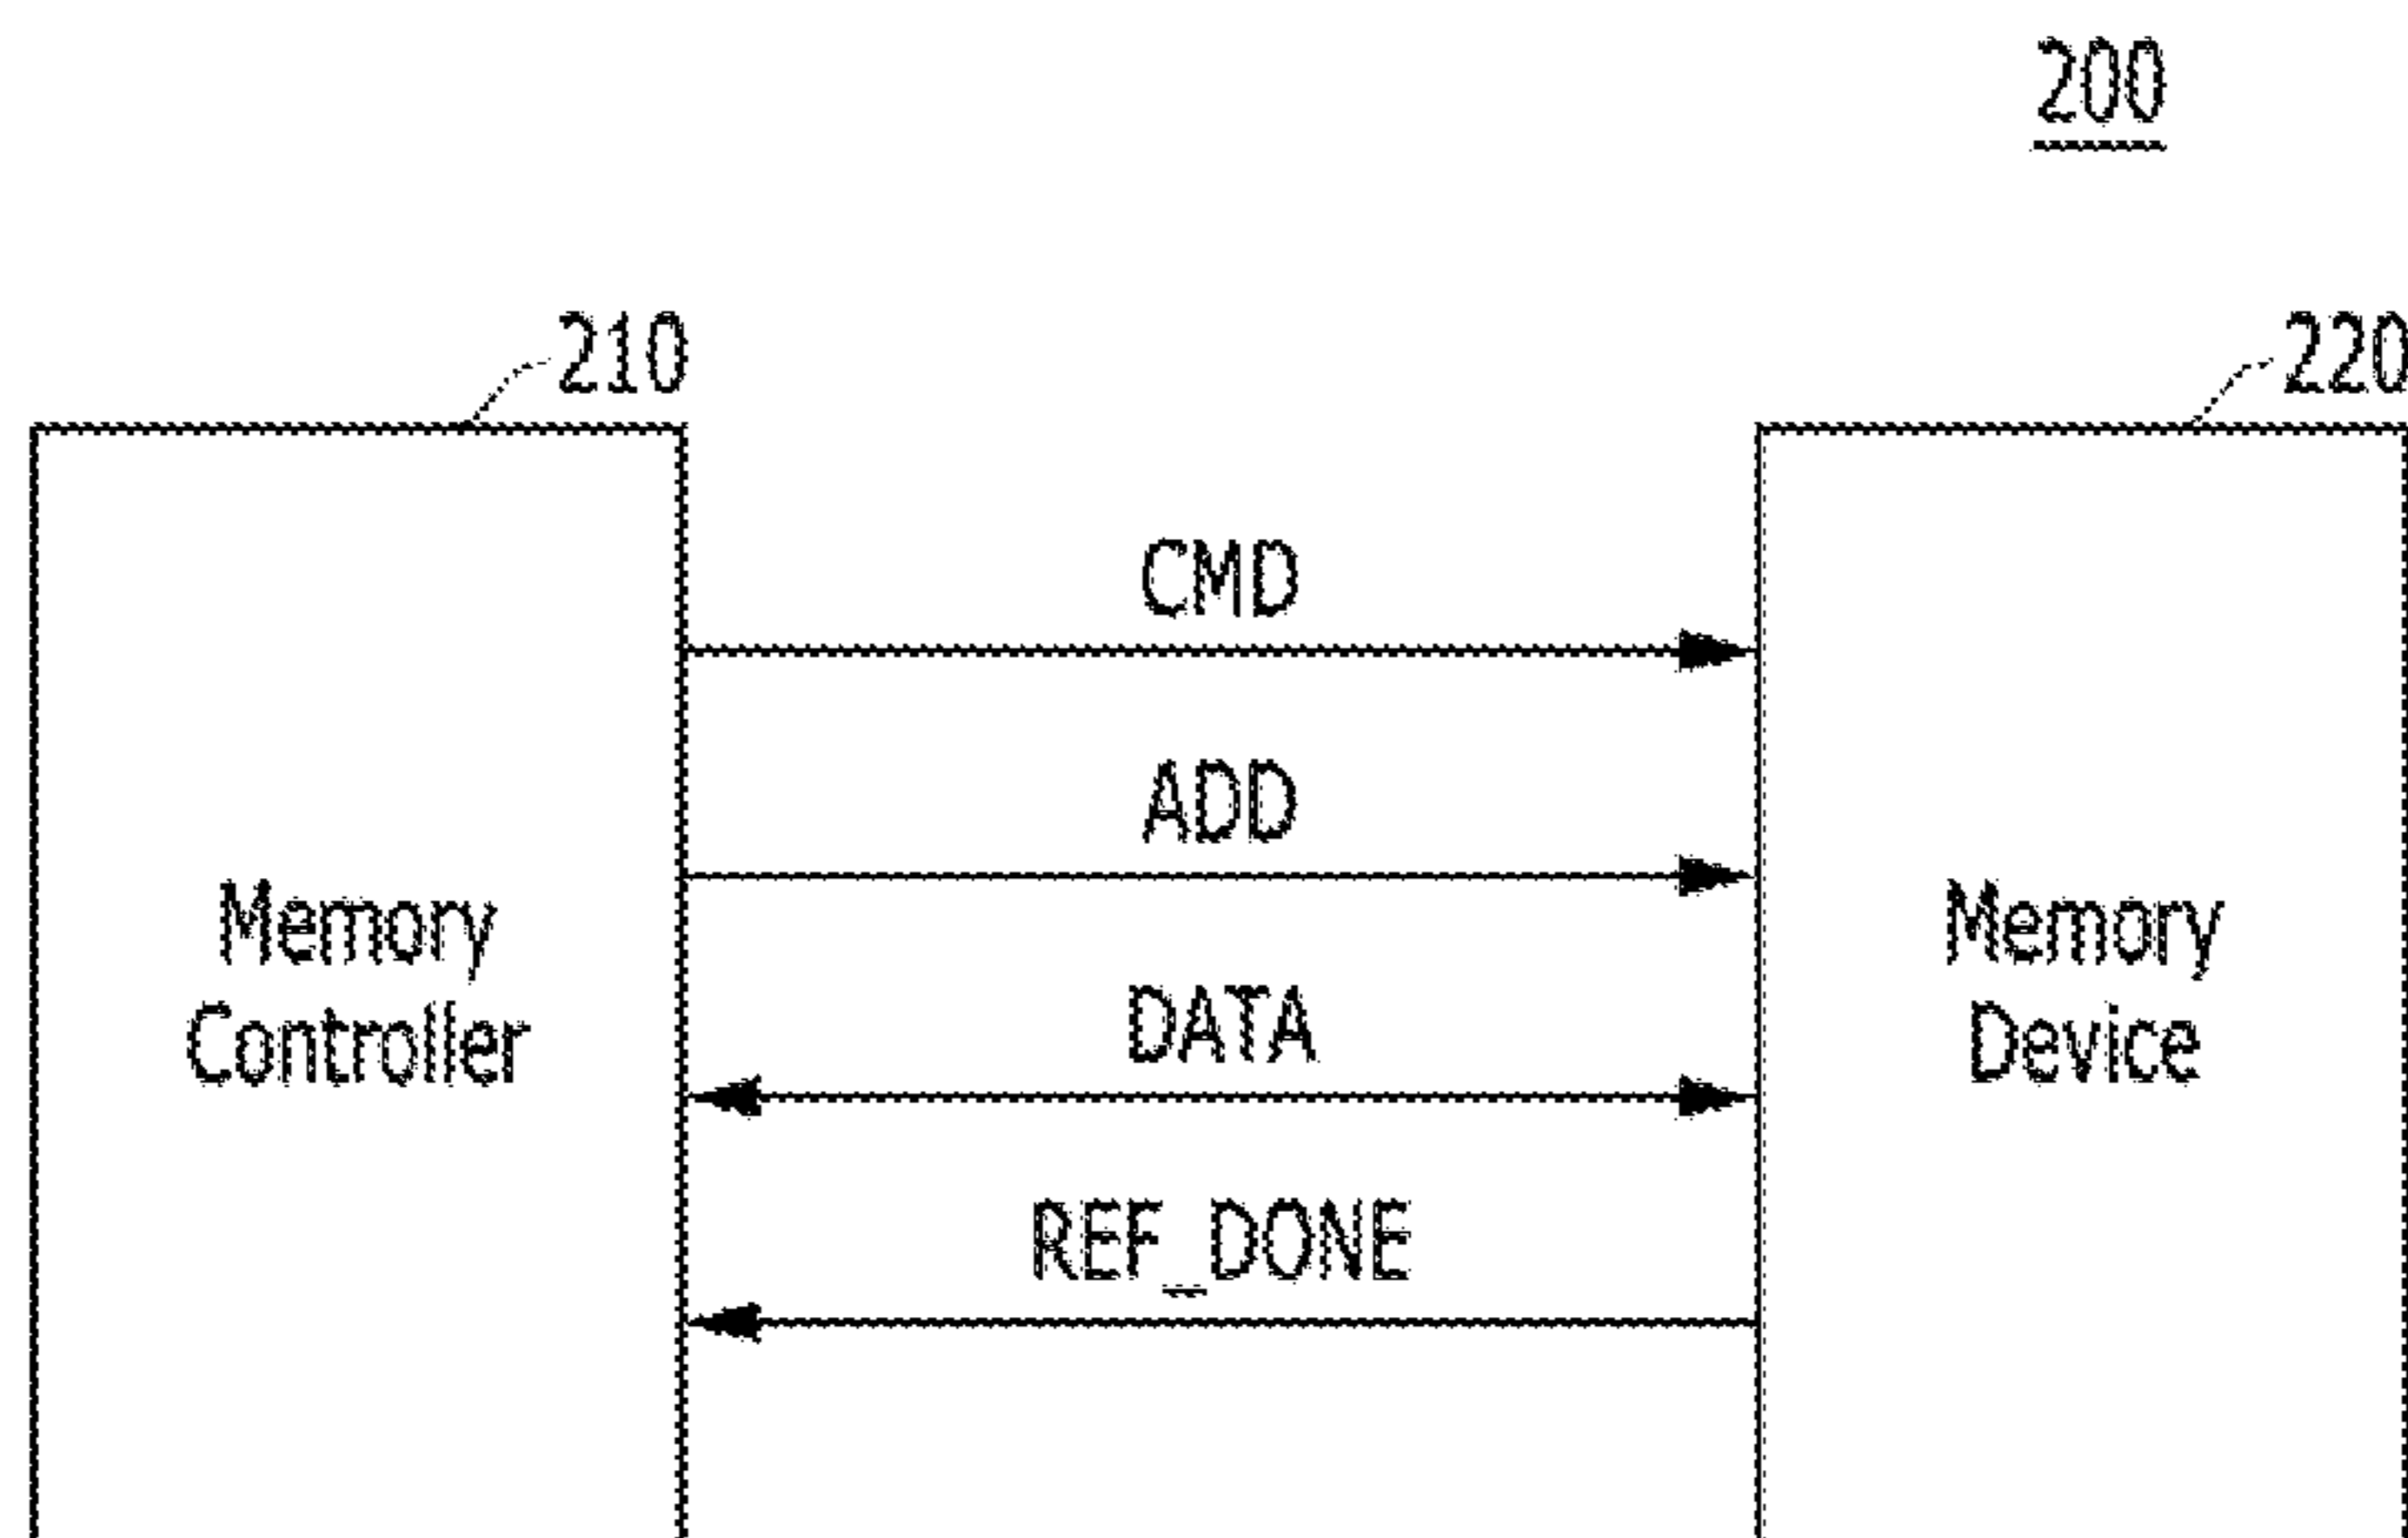 200
210
220
CMD
ADD
Memory
Controller
Memory
Device
DATA
REF_DONE